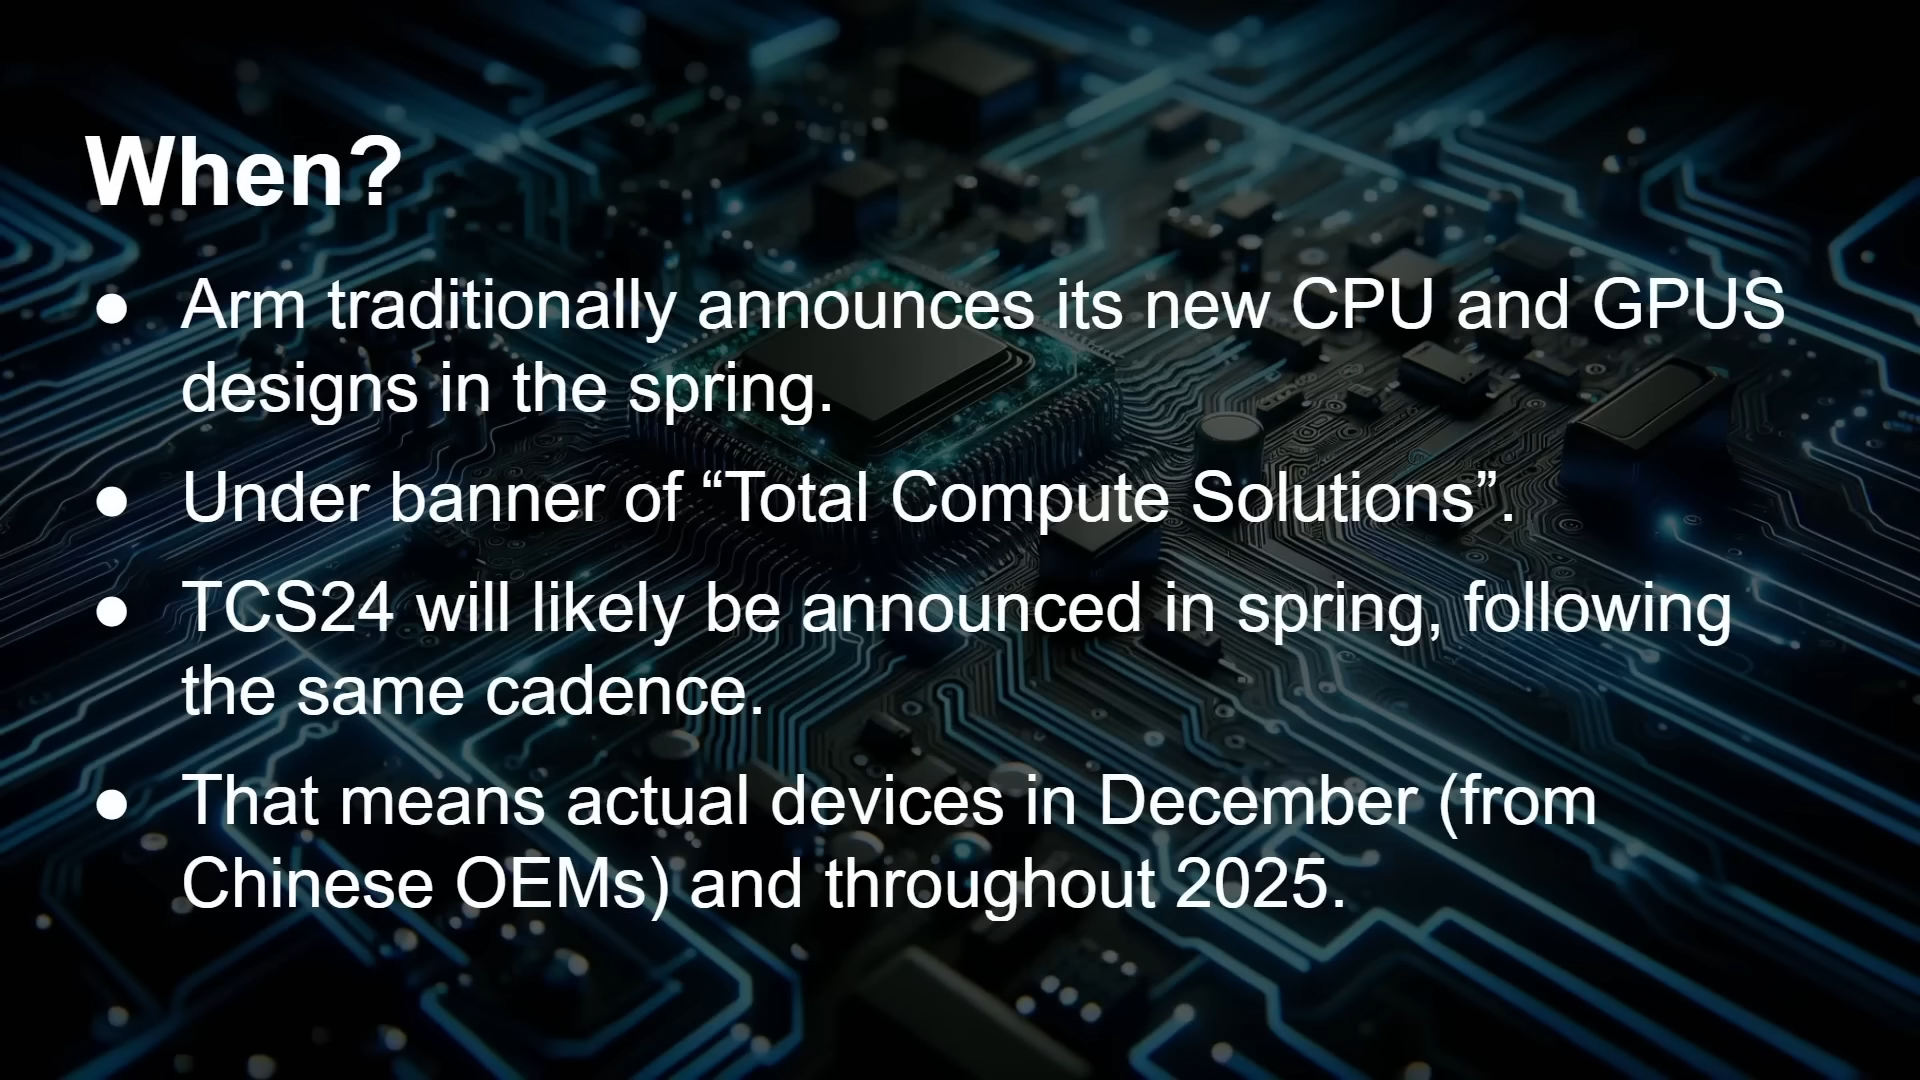 When?
● Arm traditionally announces its new CPU and GPUS
designs in the spring.
● Under banner of “Total Compute Solutions”.
● TCS24 will likely be announced in spring, following
the same cadence.
● That means actual devices in December (from
Chinese OEMs) and throughout 2025.